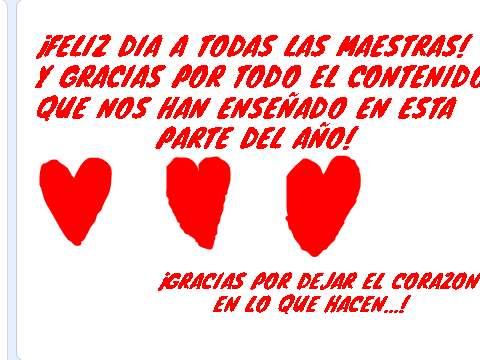 ¡FELIZ DIA A TODAS LAS MAESTRAS!
Y GRACIAS POR TODO EL CONTENIDO
QUE NOS HAN ENSEÑADO EN ESTA
PARTE DEL AÑO!
¡GRACIAS POR DEJAR EL CORAZON
EN LO QUE HACEN...!